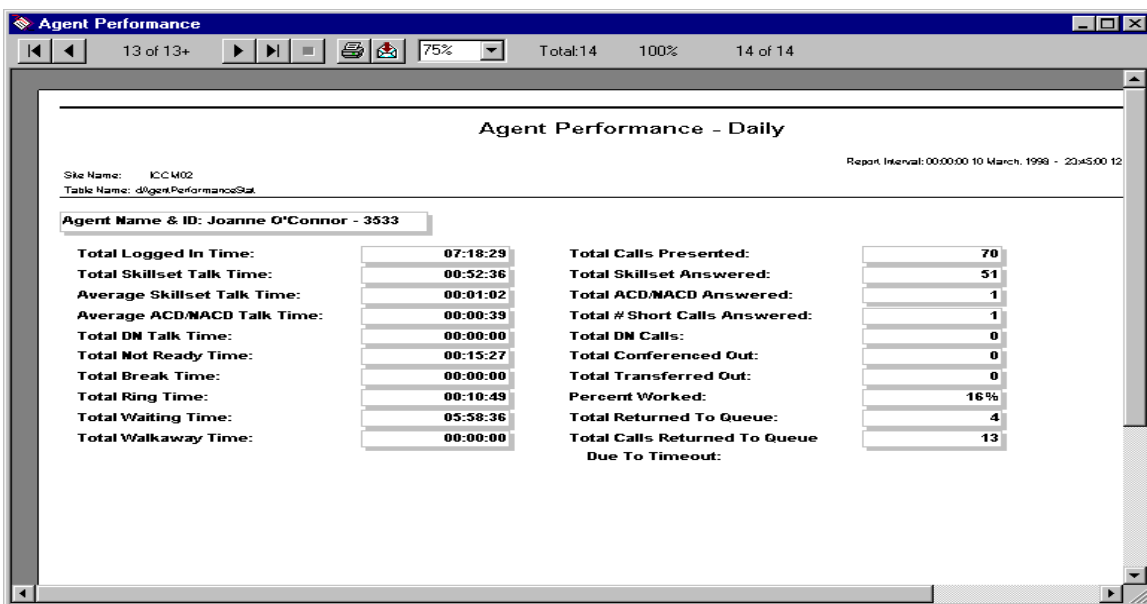 Agent Performance
13 of 13+ 75% Total:14 100% 14 of 14
Agent Performance - Daily
Report Interval: 00:00:00 10 March, 1998 - 23:45:00 12
Site Name: ICCM02
Table Name: dAgentPerformanceStat
Agent Name & ID: Joanne O'Connor - 3533
Total Logged In Time: 07:18:29 Total Calls Presented: 70
Total Skillset Talk Time: 00:52:36 Total Skillset Answered: 51
Average Skillset Talk Time: 00:01:02 Total ACD/NACD Answered: 1
Average ACD/NACD Talk Time: 00:00:39 Total # Short Calls Answered: 1
Total DN Talk Time: 00:00:00 Total DN Calls: 0
Total Not Ready Time: 00:15:27 Total Conferenced Out: 0
Total Break Time: 00:00:00 Total Transferred Out: 0
Total Ring Time: 00:10:49 Percent Worked: 16%
Total Waiting Time: 05:58:36 Total Returned To Queue: 4
Total Walkaway Time: 00:00:00 Total Calls Returned To Queue 13
Due To Timeout: